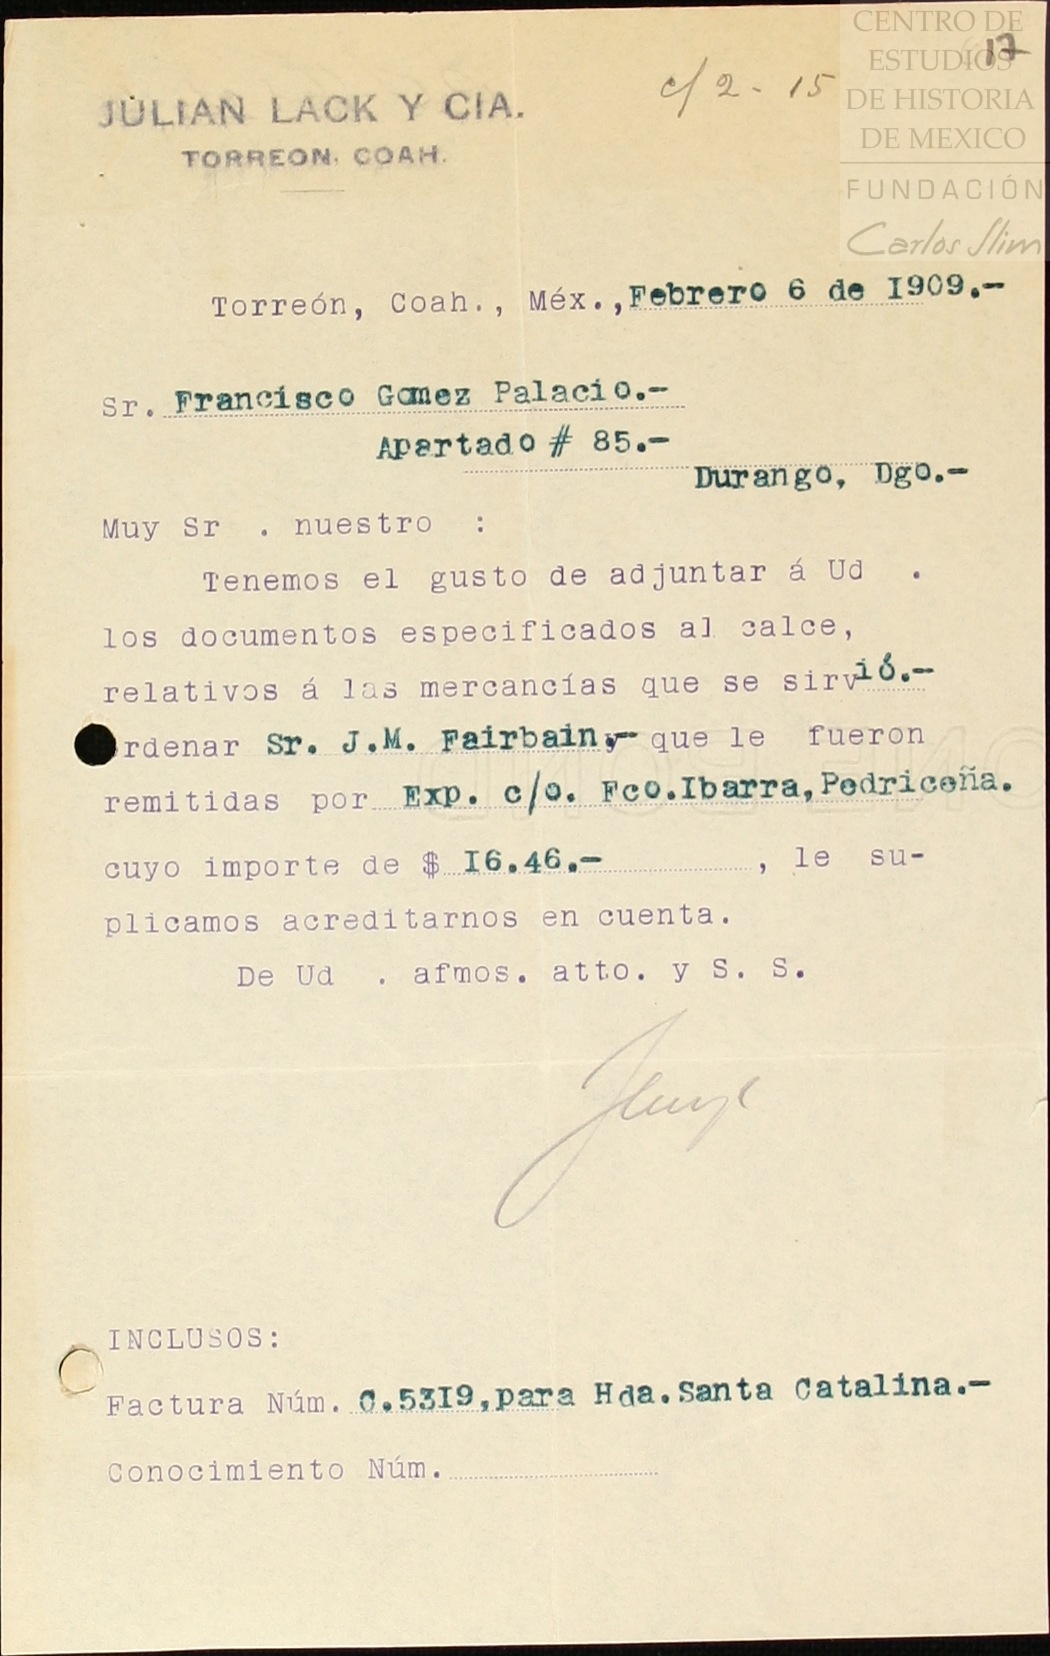 CENTRO DE
ESTUDIOS
DE HISTORIA
DE MEXICO
FUNDACIÓN
Carlos Slim
17
c/ 2 - 15
JULIAN LACK Y CIA.
TORREON, COAH.
Torreón, Coah., Méx., Febrero 6 de 1909.-
Sr. Francisco Gomez Palacio.-
Apartado # 85.-
Durango, Dgo.-
Muy Sr . nuestro :
Tenemos el gusto de adjuntar á Ud .
los documentos especificados al calce,
relativos á las mercancías que se sirvió.-
rdenar Sr. J.M. Fairbain,- que le fueron
remitidas por Exp. c/o. Fco.Ibarra,Pedriceña.
cuyo importe de $ 16.46.- , le su-
plicamos acreditarnos en cuenta.
De Ud . afmos. atto. y S. S.
INCLUSOS:
Factura Núm. C.5319,para Hda.Santa Catalina.-
Conocimiento Núm.